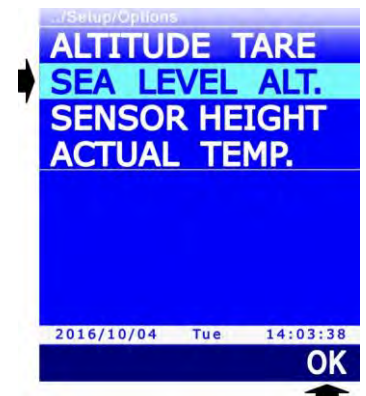 ../Setup/Options
ALTITUDE TARE
SEA LEVEL ALT.
SENSOR HEIGHT
ACTUAL TEMP.
2016/10/04 Tue 14:03:38
OK